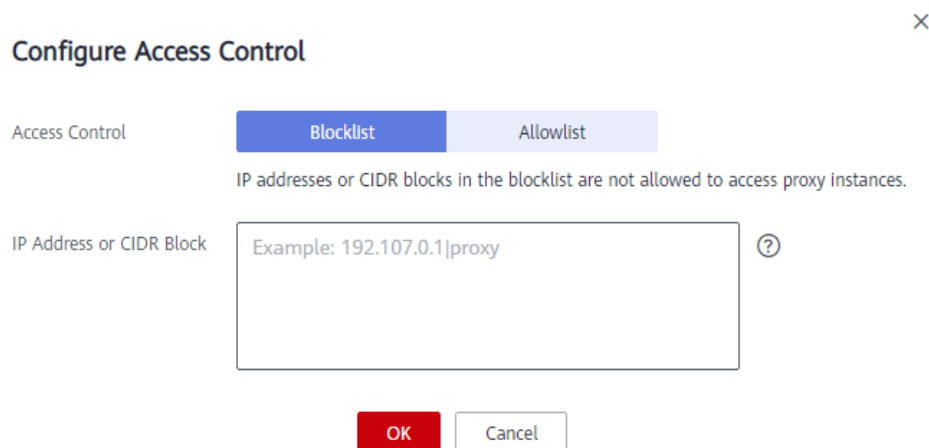 Configure Access Control
Access Control
Blocklist
Allowlist
IP addresses or CIDR blocks in the blocklist are not allowed to access proxy instances.
IP Address or CIDR Block
Example: 192.107.0.1|proxy
OK
Cancel